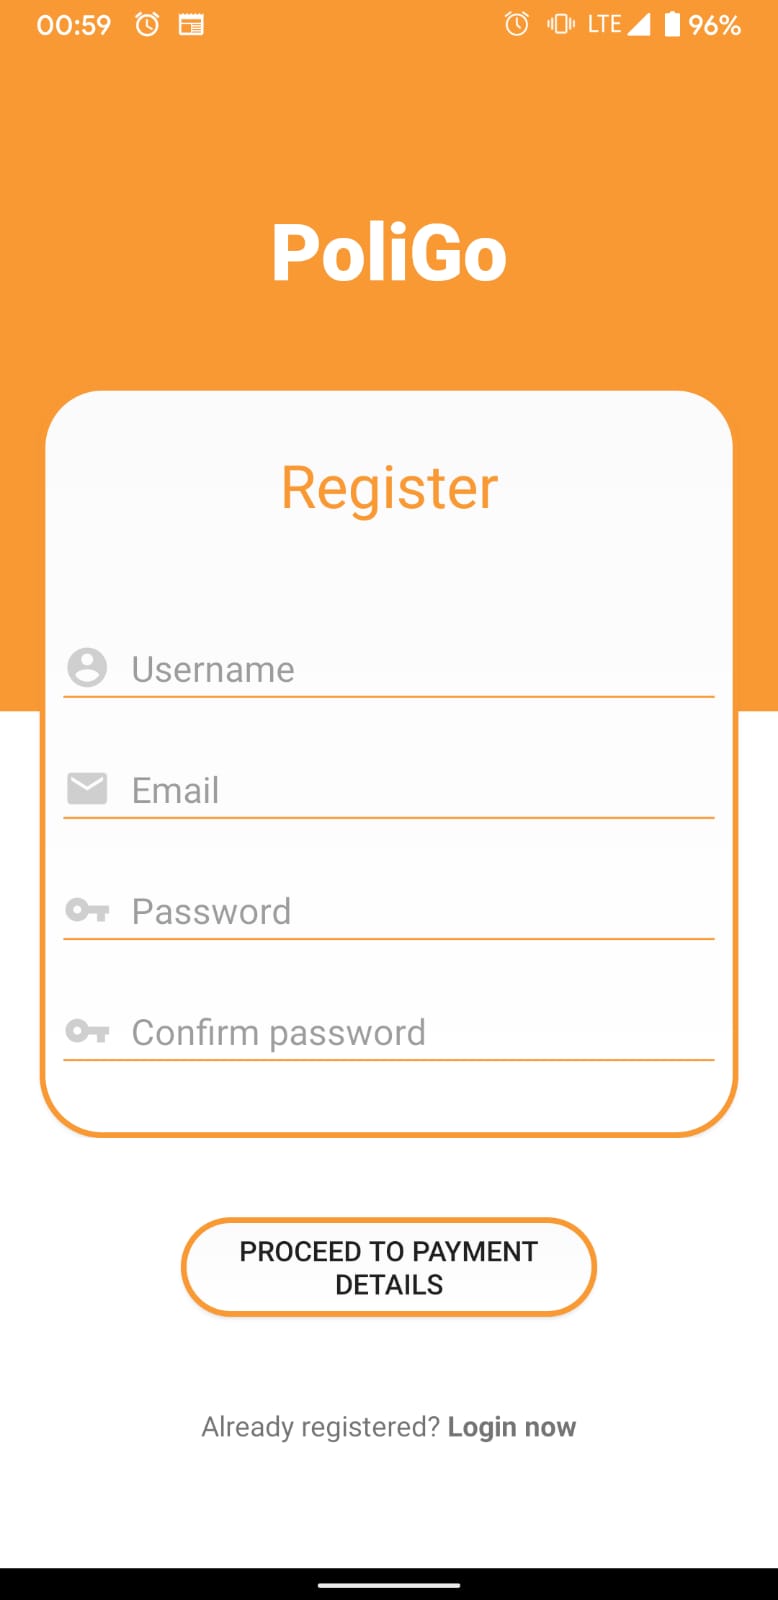 00:59 LTE 96%
PoliGo
Register
Username
Email
Password
Confirm password
PROCEED TO PAYMENT
DETAILS
Already registered? Login now